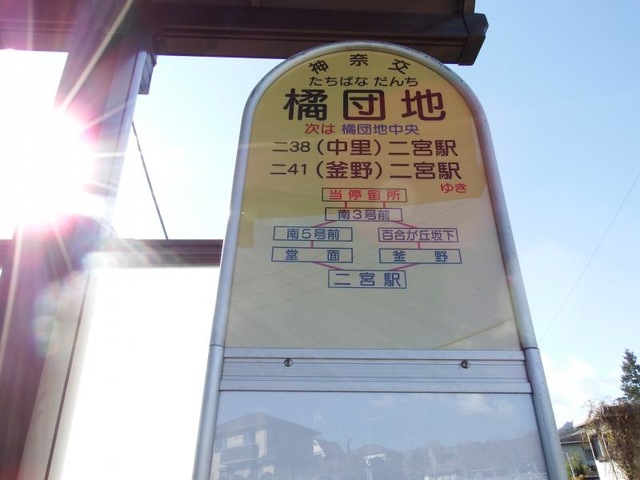 神奈交
たちばな だんち
橘団地
次は 橘団地中央
二38(中里)二宮駅
二41(釜野)二宮駅
ゆき
当停留所
南3号前
南5号前 百合が丘坂下
堂面 釜野
二宮駅